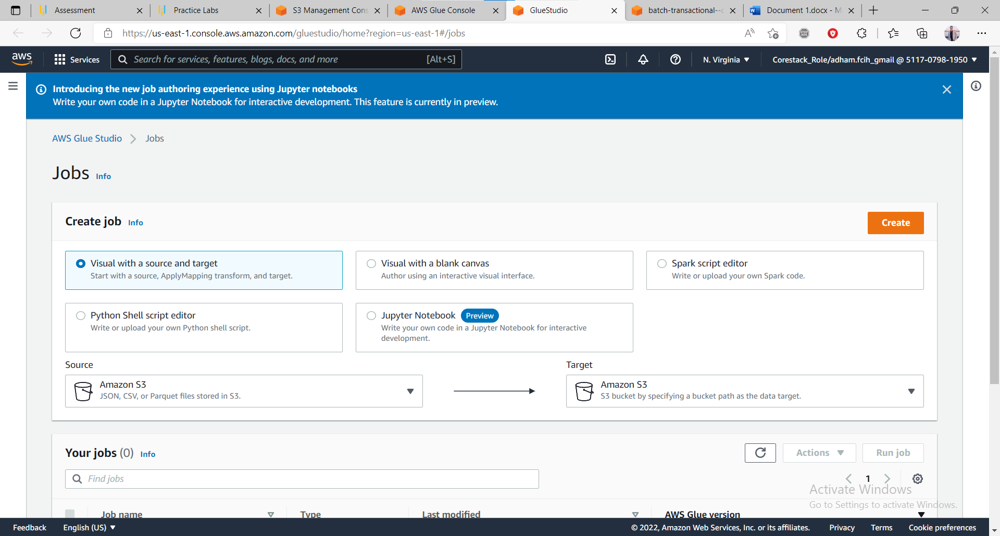 Assessment
Practice Labs
S3 Management Cons
AWS Glue Console
GlueStudio
batch-transactional--c
Document 1.docx - M
https://us-east-1.console.aws.amazon.com/gluestudio/home?region=us-east-1#/jobs
aws
Services
Search for services, features, blogs, docs, and more
[Alt+S]
N. Virginia
Corestack_Role/adham.fcih_gmail @ 5117-0798-1950
Introducing the new job authoring experience using Jupyter notebooks
Write your own code in a Jupyter Notebook for interactive development. This feature is currently in preview.
AWS Glue Studio
Jobs
Jobs Info
Create job Info
Create
Visual with a source and target
Start with a source, ApplyMapping transform, and target.
Visual with a blank canvas
Author using an interactive visual interface.
Spark script editor
Write or upload your own Spark code.
Python Shell script editor
Write or upload your own Python shell script.
Jupyter Notebook Preview
Write your own code in a Jupyter Notebook for interactive
development.
Source
Amazon S3
JSON, CSV, or Parquet files stored in S3.
Target
Amazon S3
S3 bucket by specifying a bucket path as the data target.
Your jobs (0) Info
Actions
Run job
Find jobs
1
Activate Windows
Go to Settings to activate Windows.
Job name
Type
Last modified
AWS Glue version
Feedback
English (US)
© 2022, Amazon Web Services, Inc. or its affiliates.
Privacy
Terms
Cookie preferences